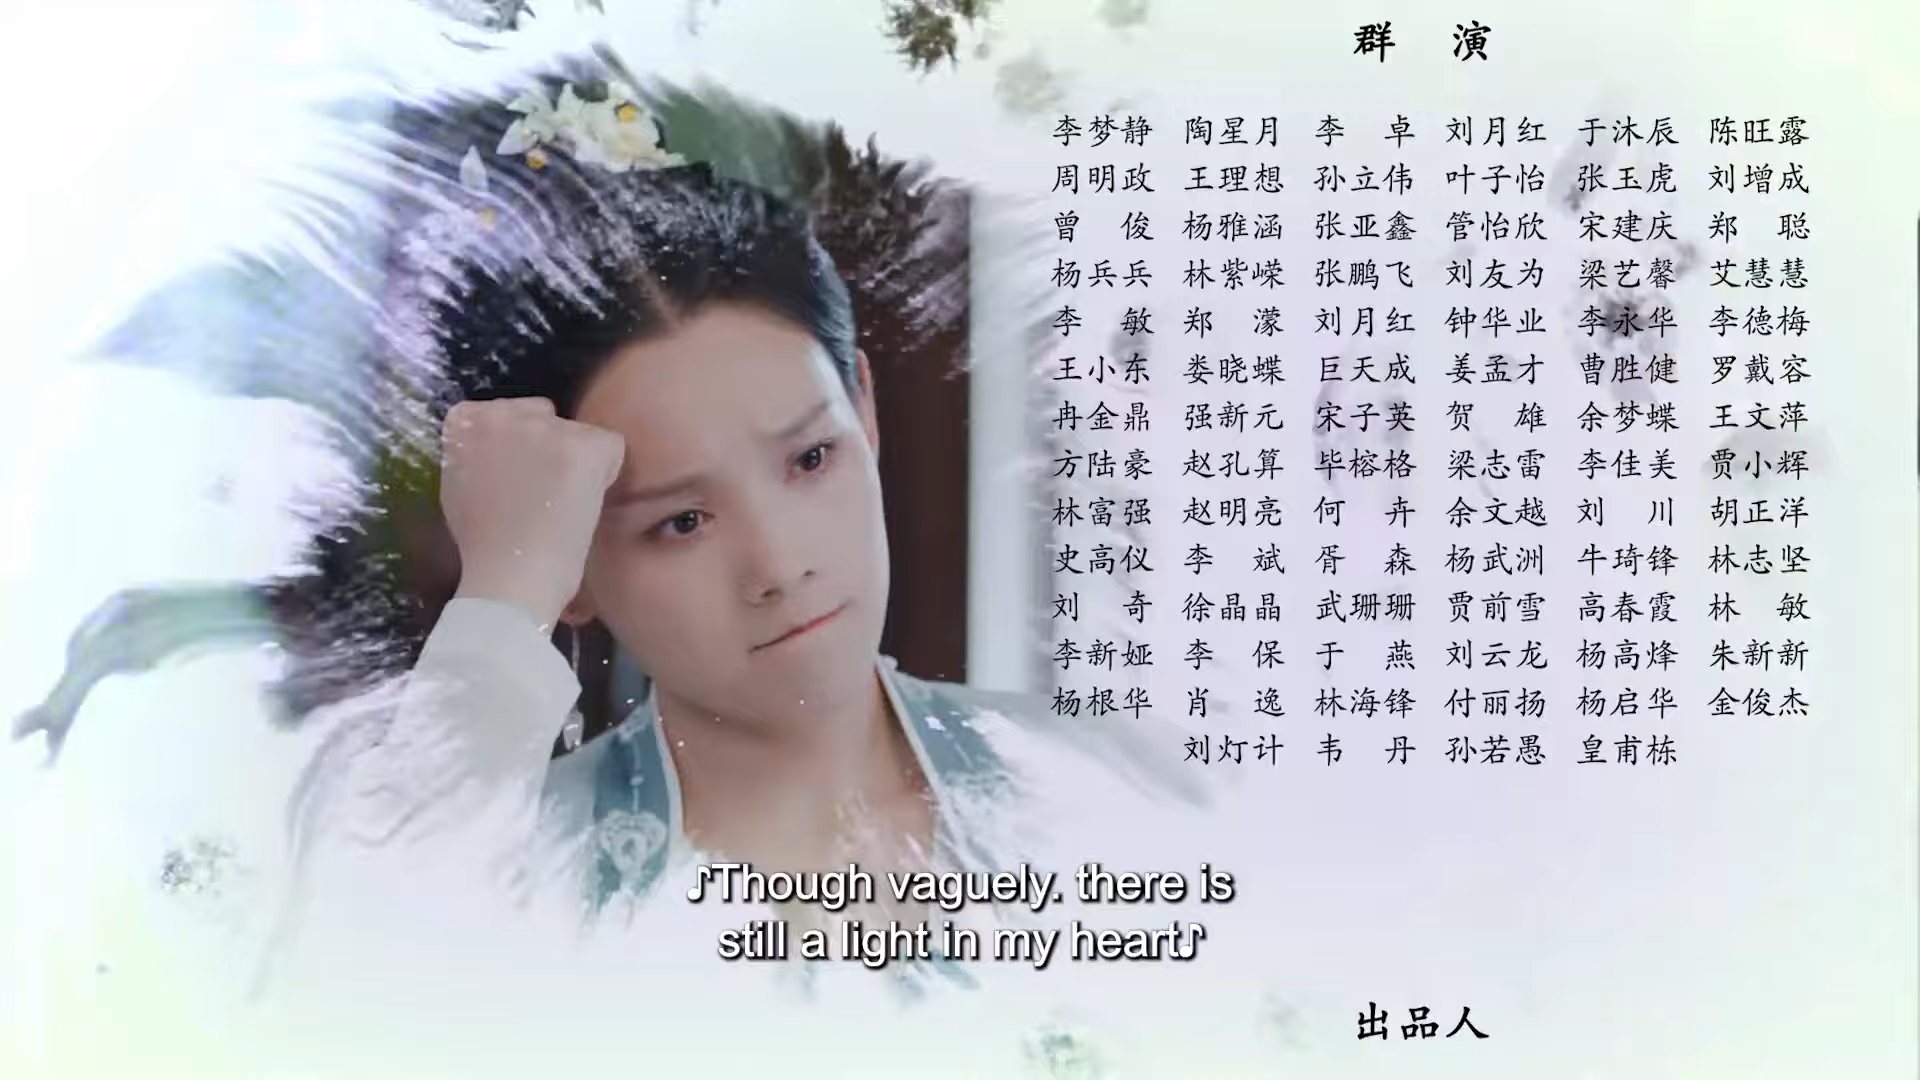 群 演
李梦静 陶星月 李 卓 刘月红 于沐辰 陈旺露
周明政 王理想 孙立伟 叶子怡 张玉虎 刘增成
曾 俊 杨雅涵 张亚鑫 管怡欣 宋建庆 郑 聪
杨兵兵 林紫嵘 张鹏飞 刘友为 梁艺馨 艾慧慧
李 敏 郑 濛 刘月红 钟华业 李永华 李德梅
王小东 娄晓蝶 巨天成 姜孟才 曹胜健 罗戴容
冉金鼎 强新元 宋子英 贺 雄 余梦蝶 王文萍
方陆豪 赵孔算 毕榕格 梁志雷 李佳美 贾小辉
林富强 赵明亮 何 卉 余文越 刘 川 胡正洋
史高仪 李 斌 胥 森 杨武洲 牛琦锋 林志坚
刘 奇 徐晶晶 武珊珊 贾前雪 高春霞 林 敏
李新娅 李 保 于 燕 刘云龙 杨高烽 朱新新
杨根华 肖 逸 林海锋 付丽扬 杨启华 金俊杰
刘灯计 韦 丹 孙若愚 皇甫栋
♪Though vaguely. there is
still a light in my heart♪
出品人